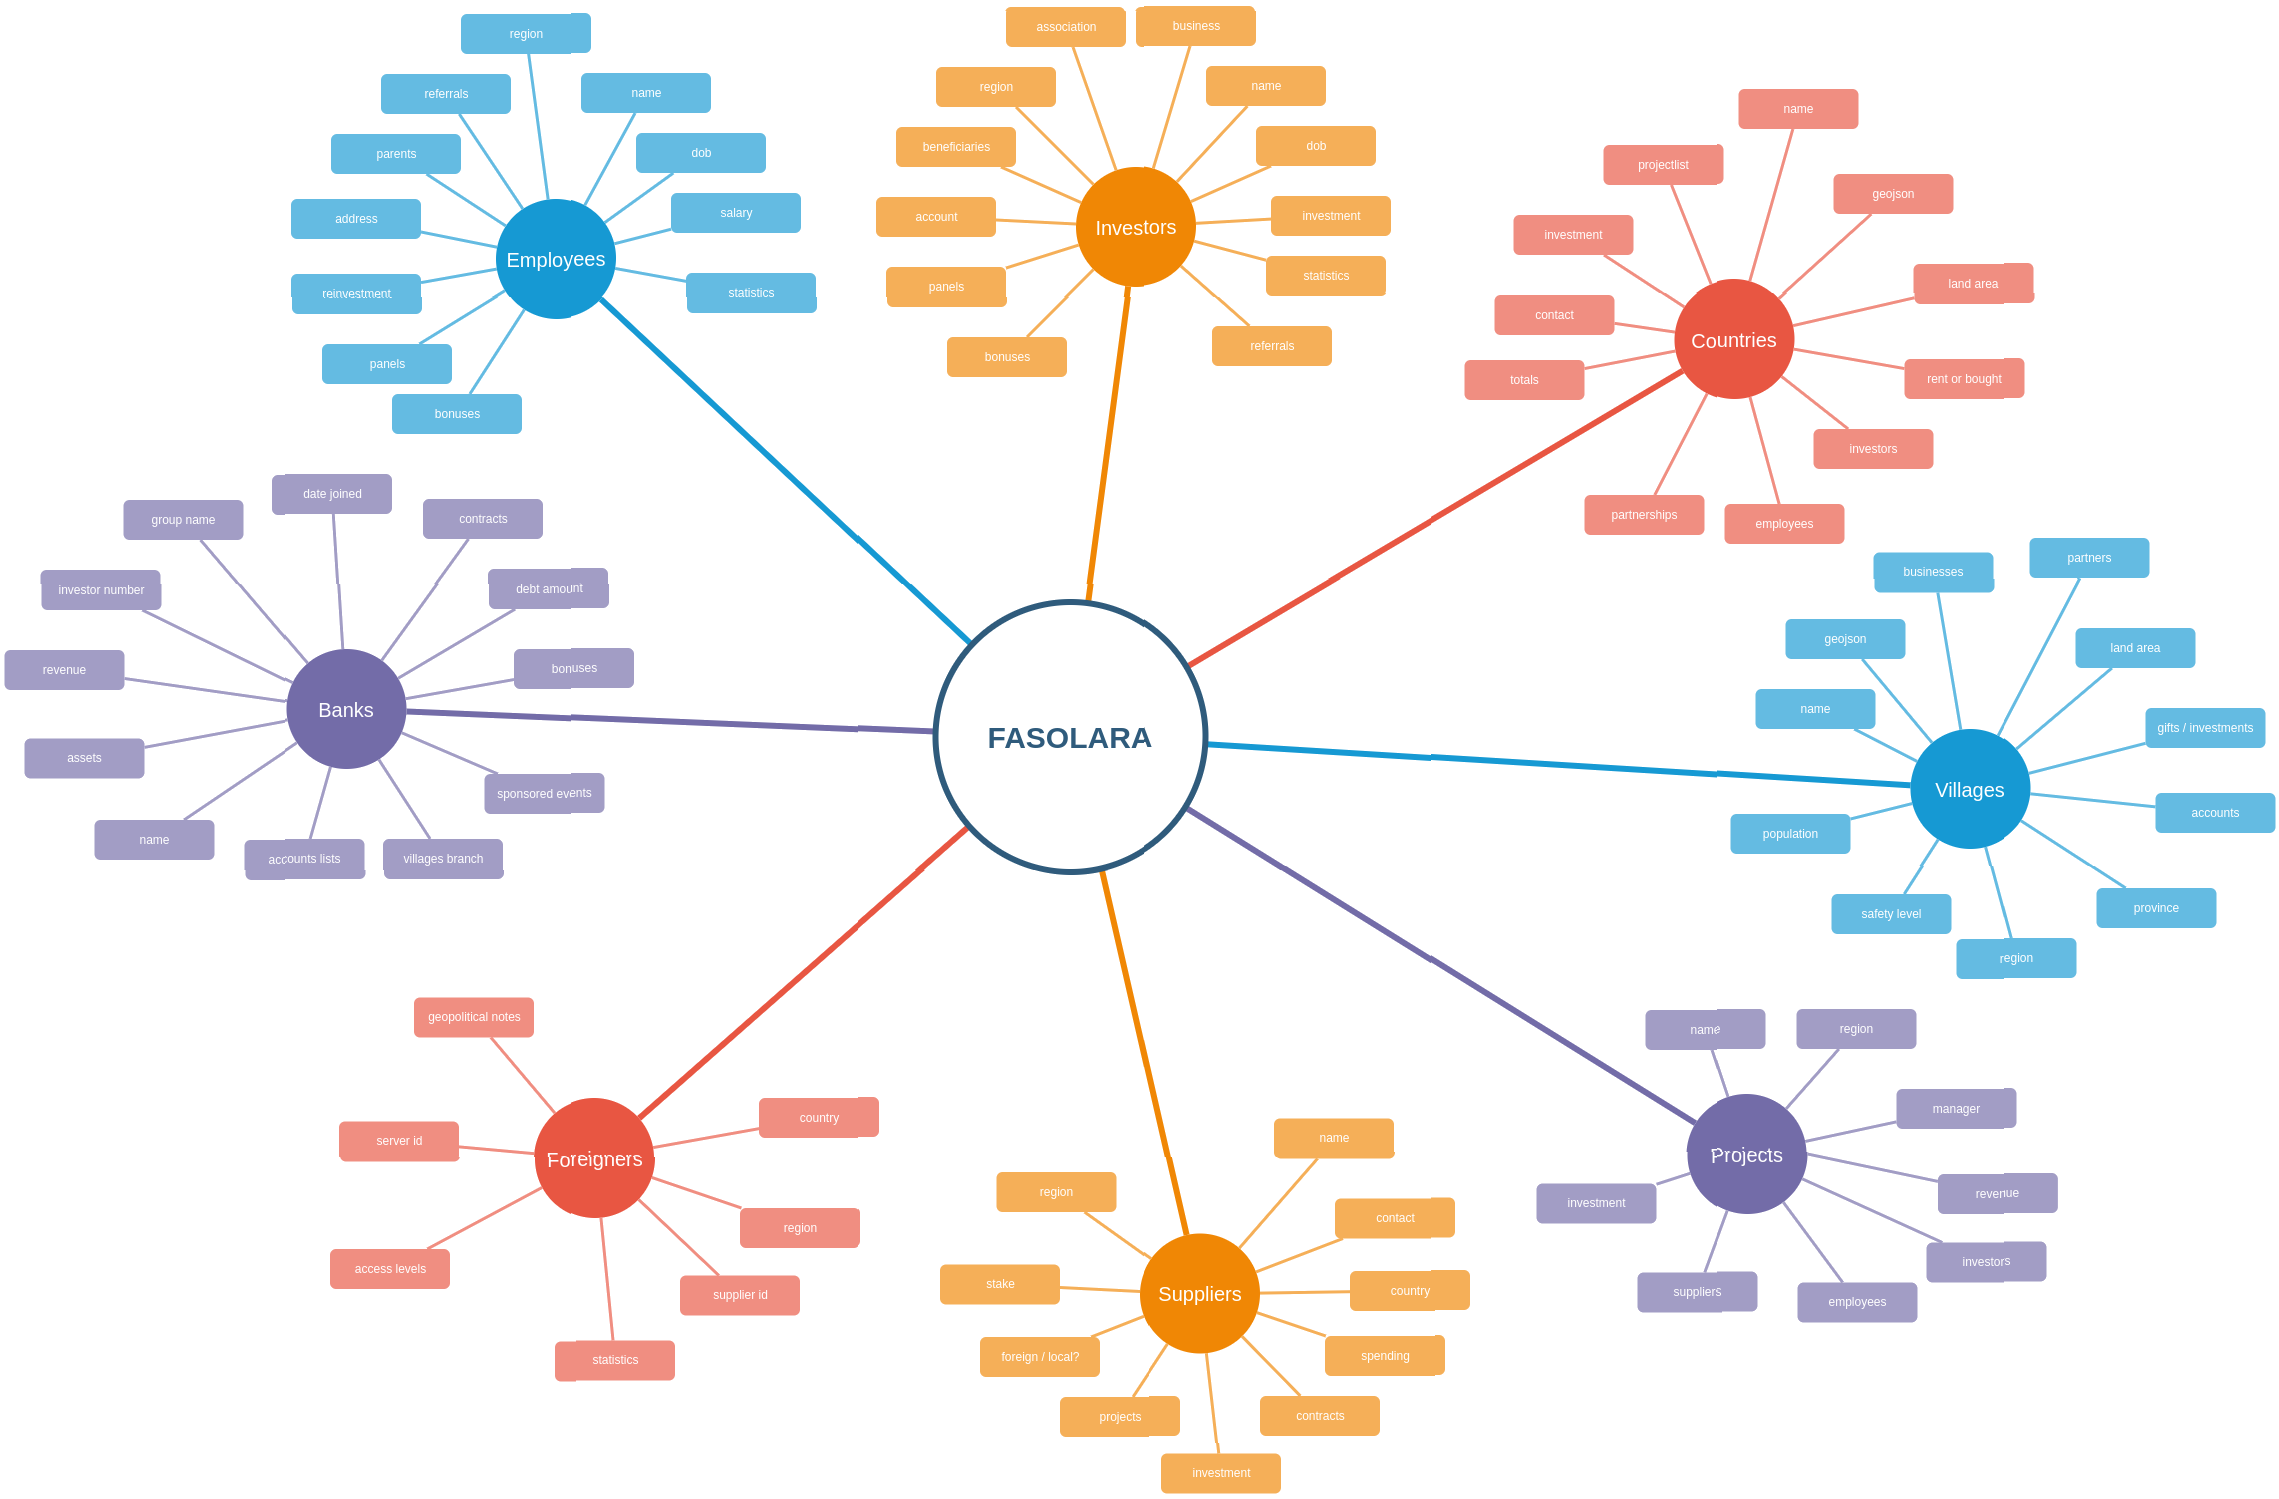 FASOLARA
Employees
region
name
dob
salary
statistics
bonuses
panels
reinvestment
address
parents
referrals
Investors
association
business
name
dob
investment
statistics
referrals
bonuses
panels
account
beneficiaries
region
Countries
name
geojson
land area
rent or bought
investors
employees
partnerships
totals
contact
investment
projectlist
Villages
businesses
partners
land area
gifts / investments
accounts
province
region
safety level
population
name
geojson
Projects
name
region
manager
revenue
investors
employees
suppliers
investment
Suppliers
name
contact
country
spending
contracts
investment
projects
foreign / local?
stake
region
Foreigners
geopolitical notes
country
region
supplier id
statistics
access levels
server id
Banks
date joined
contracts
debt amount
bonuses
sponsored events
villages branch
accounts lists
name
assets
revenue
investor number
group name